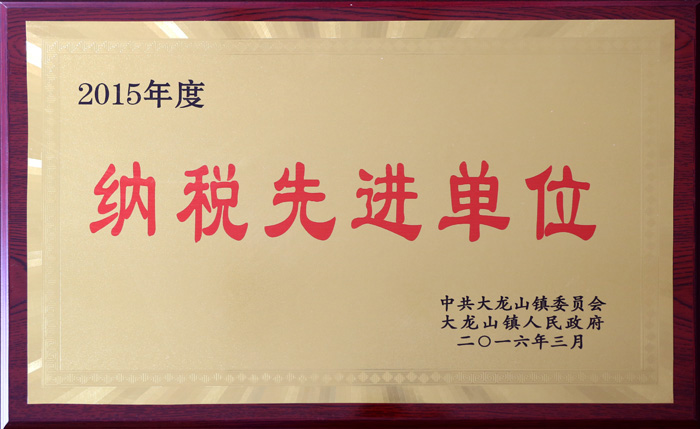 2015年度
纳税先进单位
中共大龙山镇委员会
大龙山镇人民政府
二〇一六年三月